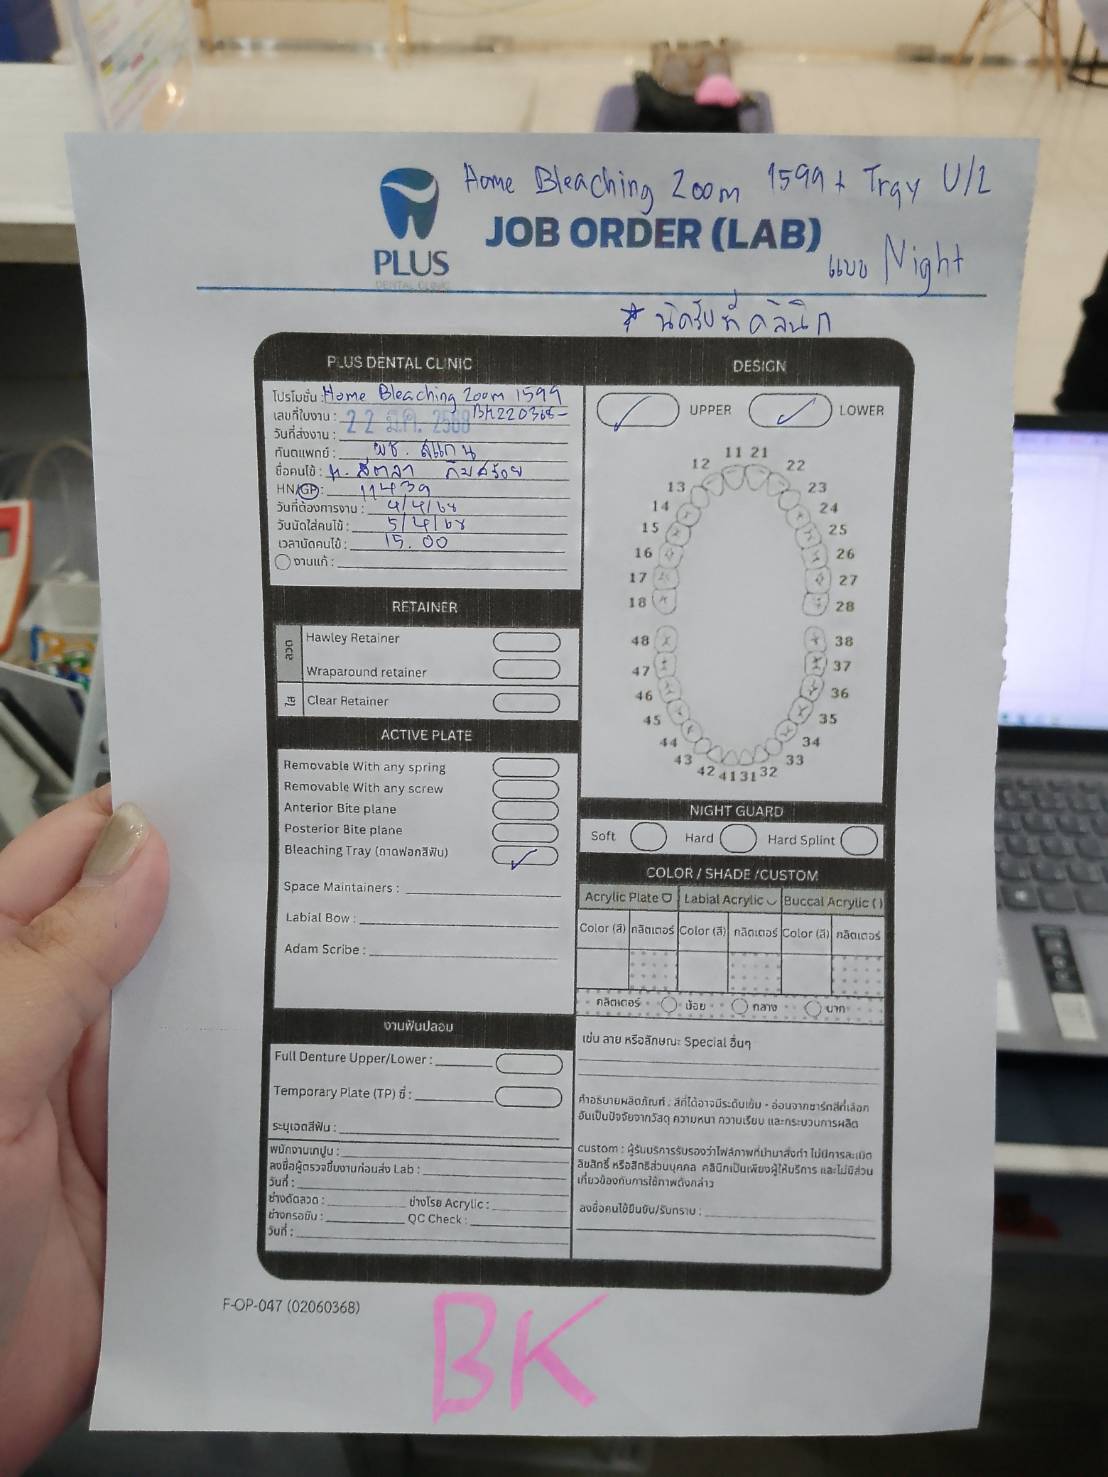 Home Bleaching Zoom 1599 + Tray U/L
แบบ Night
PLUS
DENTAL CLINIC
JOB ORDER (LAB)
* นัดรับที่คลินิก
PLUS DENTAL CLINIC
โปรโมชั่น : Home Bleaching Zoom 1599
เลขที่ใบงาน : BK220368-
22 มี.ค. 2568
วันที่ส่งงาน :
ทันตแพทย์ :
ชื่อคนไข้ :
HN/GP : 11439
วันที่ต้องการงาน : 4/4/68
วันนัดใส่คนไข้ : 5/4/68
เวลานัดคนไข้ : 15.00
งานแก้ :
RETAINER
ลวด
Hawley Retainer
Wraparound retainer
ใส
Clear Retainer
ACTIVE PLATE
Removable With any spring
Removable With any screw
Anterior Bite plane
Posterior Bite plane
Bleaching Tray (ถาดฟอกสีฟัน)
Space Maintainers :
Labial Bow :
Adam Scribe :
งานฟันปลอม
Full Denture Upper/Lower :
Temporary Plate (TP) ซี่ :
ระบุเฉดสีฟัน :
พนักงานเทปูน :
ลงชื่อผู้ตรวจชิ้นงานก่อนส่ง Lab :
วันที่ :
ช่างดัดลวด : ช่างโรย Acrylic :
ช่างกรอขัน : QC Check :
วันที่ :
DESIGN
UPPER LOWER
11 21
12 22
13 23
14 24
15 25
16 26
17 27
18 28
48 38
47 37
46 36
45 35
44 34
43 33
42 41 31 32
NIGHT GUARD
Soft Hard Hard Splint
COLOR / SHADE /CUSTOM
Acrylic Plate Labial Acrylic Buccal Acrylic ( )
Color (สี) กลิตเตอร์ Color (สี) กลิตเตอร์ Color (สี) กลิตเตอร์
กลิตเตอร์ น้อย กลาง มาก
เช่น ลาย หรือลักษณะ Special อื่นๆ
คำอธิบายผลิตภัณฑ์ : สีที่ได้อาจมีระดับเข้ม - อ่อนจากชาร์ตสีที่เลือก
อันเป็นปัจจัยจากวัสดุ ความหนา ความเรียบ และกระบวนการผลิต
custom : ผู้รับบริการรับรองว่าไฟล์ภาพที่นำมาสั่งทำ ไม่มีการละเมิด
ลิขสิทธิ์ หรือสิทธิส่วนบุคคล คลินิกเป็นเพียงผู้ให้บริการ และไม่มีส่วน
เกี่ยวข้องกับการใช้ภาพดังกล่าว
ลงชื่อคนไข้ยืนยัน/รับทราบ :
F-OP-047 (02060368)
BK